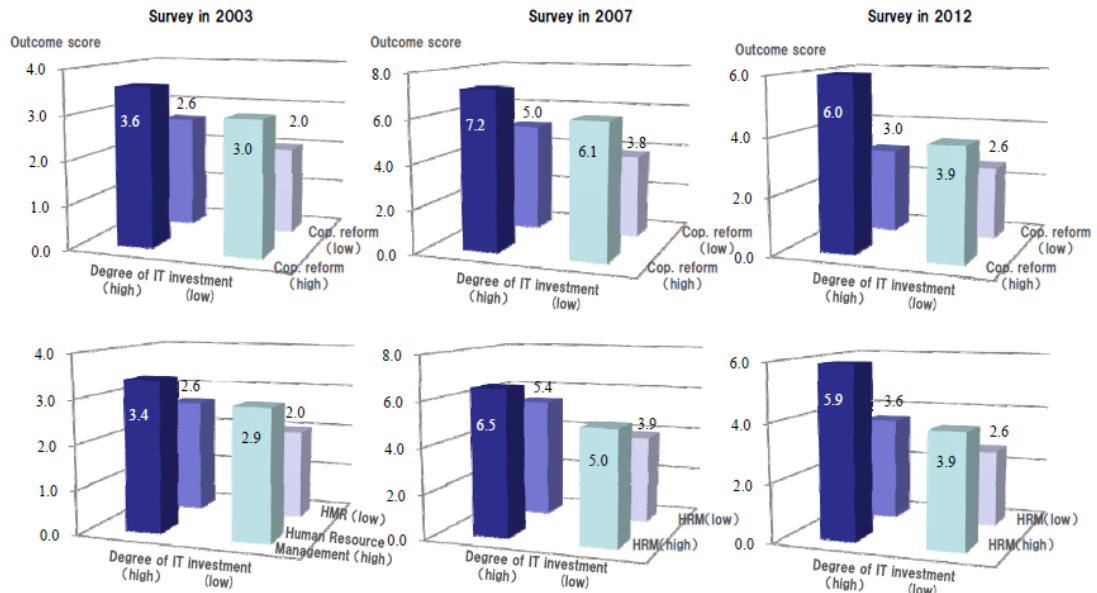 Survey in 2003
Survey in 2007
Survey in 2012
Outcome score
4.0
3.0
2.0
1.0
0.0
3.6
2.6
3.0
2.0
Cop. reform
(low)
Cop. reform
(high)
Degree of IT investment
(high)
(low)
Outcome score
8.0
6.0
4.0
2.0
0.0
7.2
5.0
6.1
3.8
Cop. reform
(low)
Cop. reform
(high)
Degree of IT investment
(high)
(low)
Outcome score
6.0
4.0
2.0
0.0
6.0
3.0
3.9
2.6
Cop. reform
(low)
Cop. reform
(high)
Degree of IT investment
(high)
(low)
4.0
3.0
2.0
1.0
0.0
3.4
2.6
2.9
2.0
HMR (low)
Human Resource
Management (high)
Degree of IT investment
(high)
(low)
8.0
6.0
4.0
2.0
0.0
6.5
5.4
5.0
3.9
HRM(low)
HRM(high)
Degree of IT investment
(high)
(low)
6.0
4.0
2.0
0.0
5.9
3.6
3.9
2.6
HRM(low)
HRM(high)
Degree of IT investment
(high)
(low)